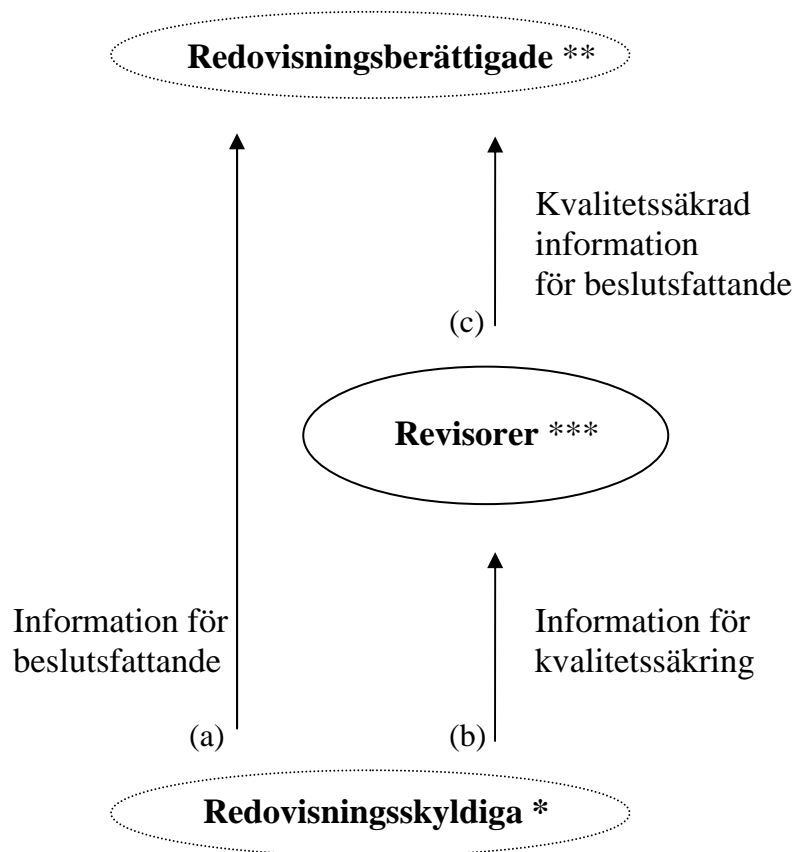 Redovisningsberättigade **
Kvalitetssäkrad
information
för beslutsfattande
(c)
Revisorer ***
Information för
beslutsfattande
Information för
kvalitetssäkring
(a)
(b)
Redovisningsskyldiga *